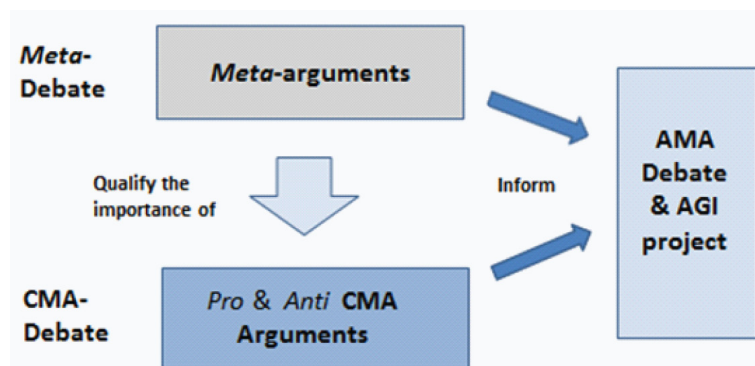 Meta-
Debate
Meta-arguments
Qualify the
importance of
Inform
AMA
Debate
& AGI
project
CMA-
Debate
Pro & Anti CMA
Arguments